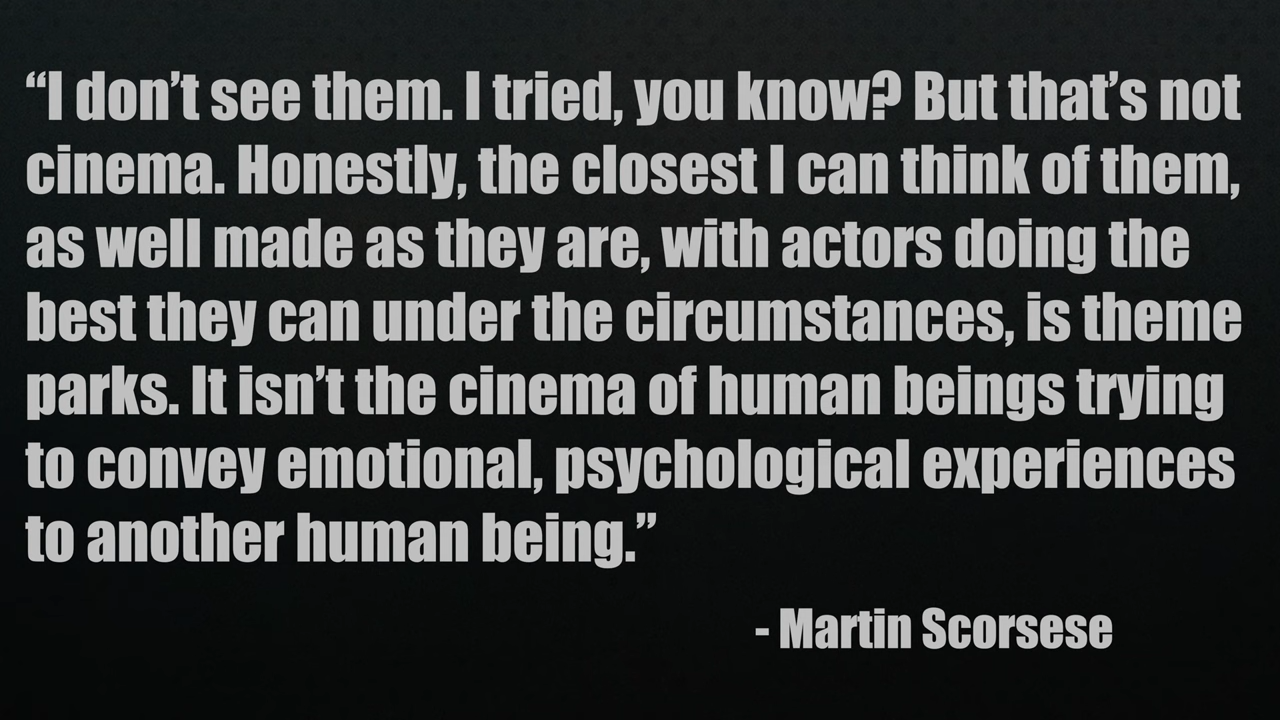 “I don’t see them. I tried, you know? But that’s not
cinema. Honestly, the closest I can think of them,
as well made as they are, with actors doing the
best they can under the circumstances, is theme
parks. It isn’t the cinema of human beings trying
to convey emotional, psychological experiences
to another human being.”
- Martin Scorsese